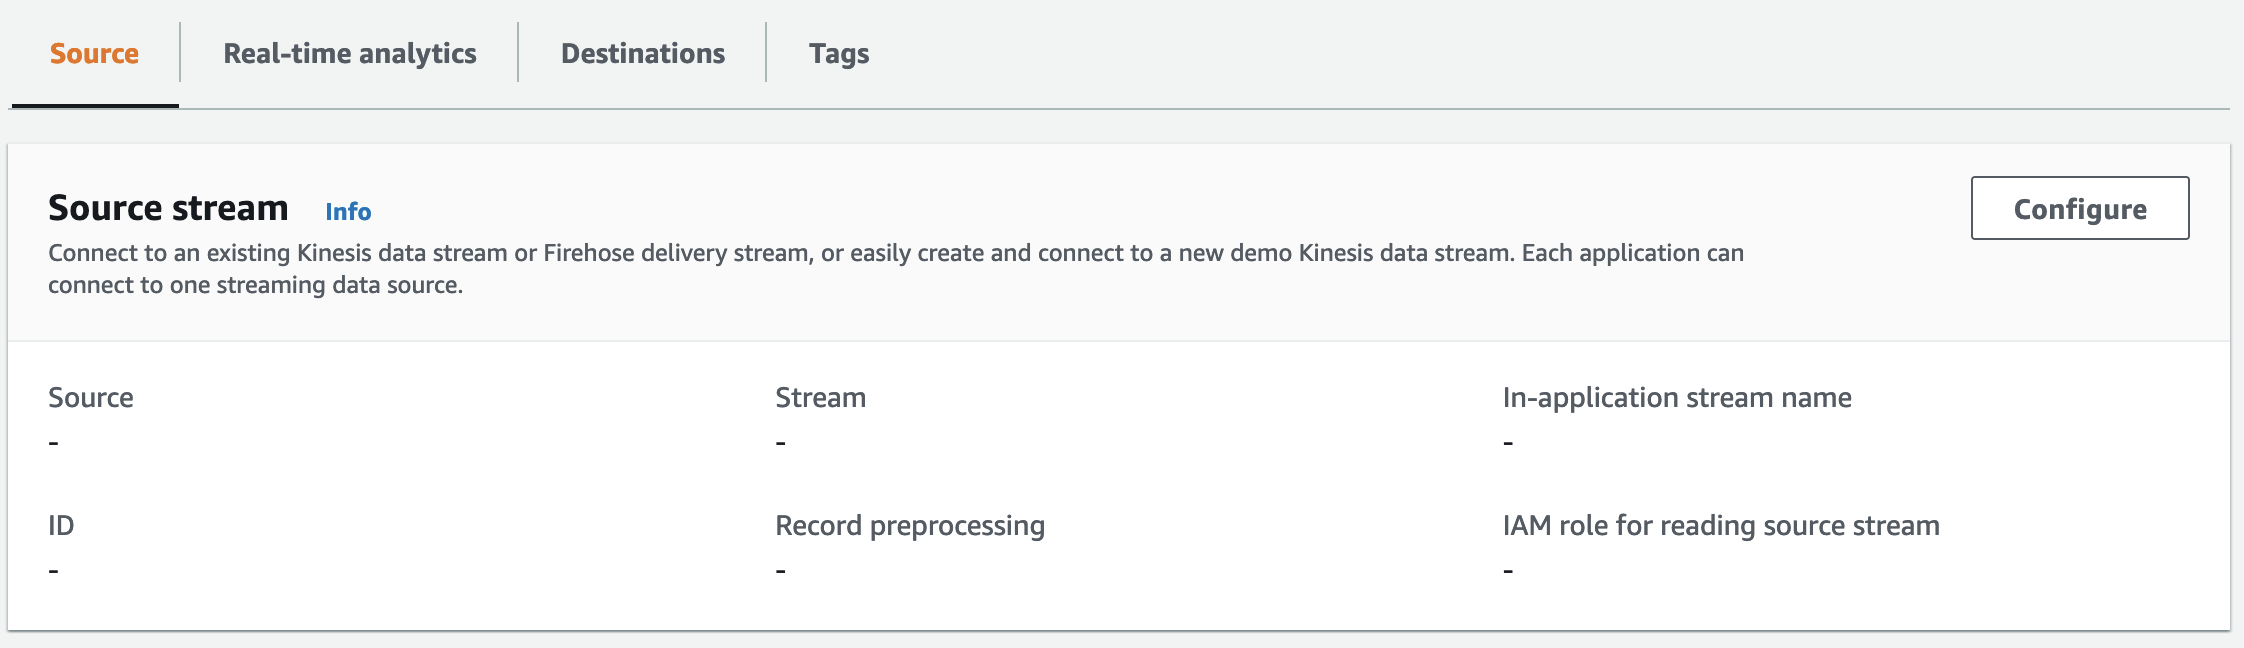 Source
Real-time analytics
Destinations
Tags
Source stream Info
Configure
Connect to an existing Kinesis data stream or Firehose delivery stream, or easily create and connect to a new demo Kinesis data stream. Each application can
connect to one streaming data source.
Source
-
Stream
-
In-application stream name
-
ID
-
Record preprocessing
-
IAM role for reading source stream
-